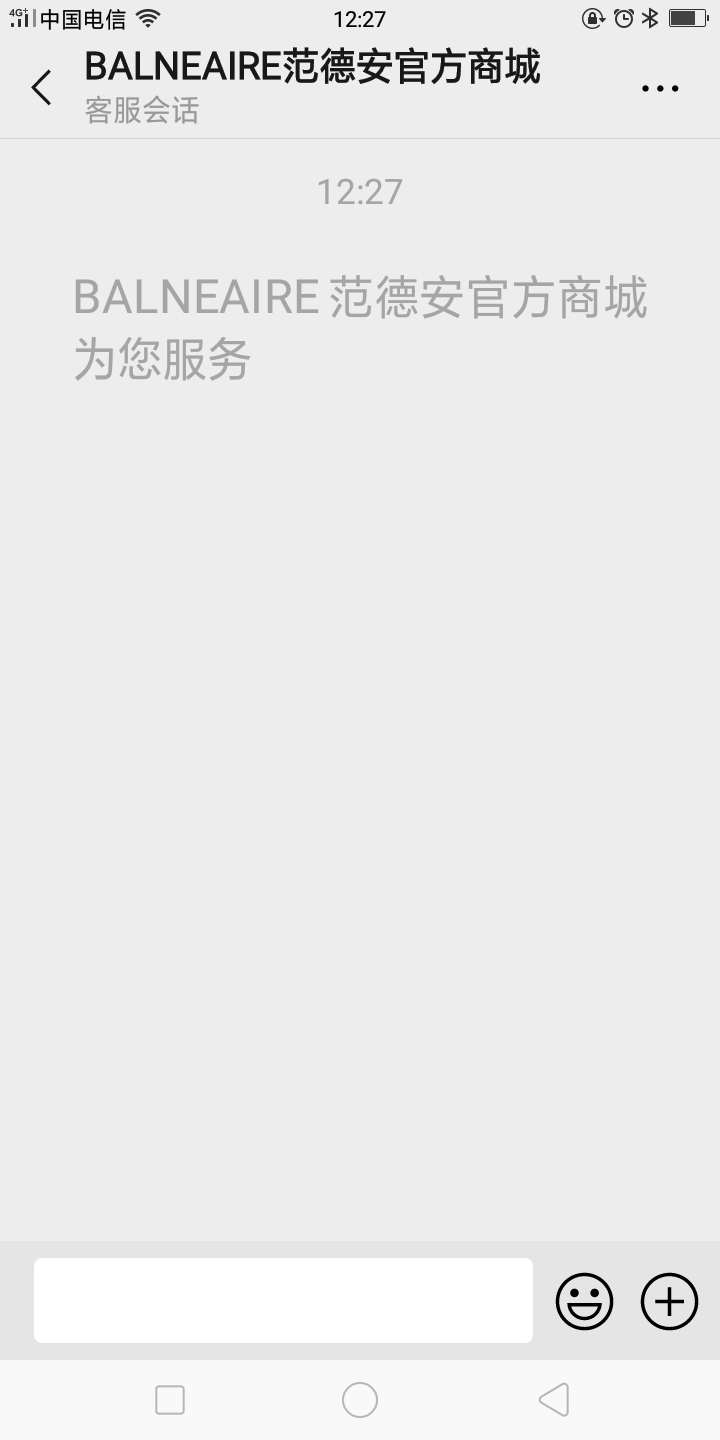 4G+ 中国电信 12:27
BALNEAIRE范德安官方商城
客服会话
12:27
BALNEAIRE 范德安官方商城
为您服务